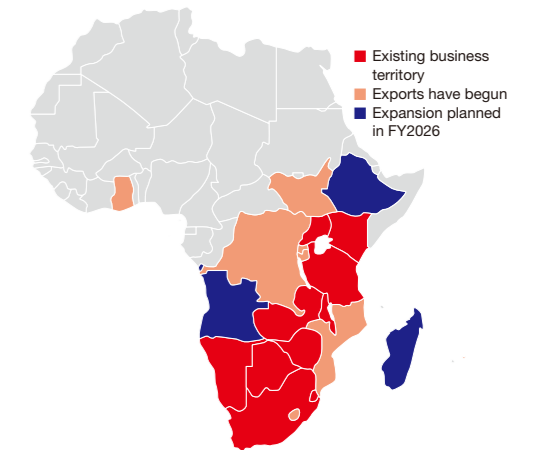 Existing business
territory
Exports have begun
Expansion planned
in FY2026